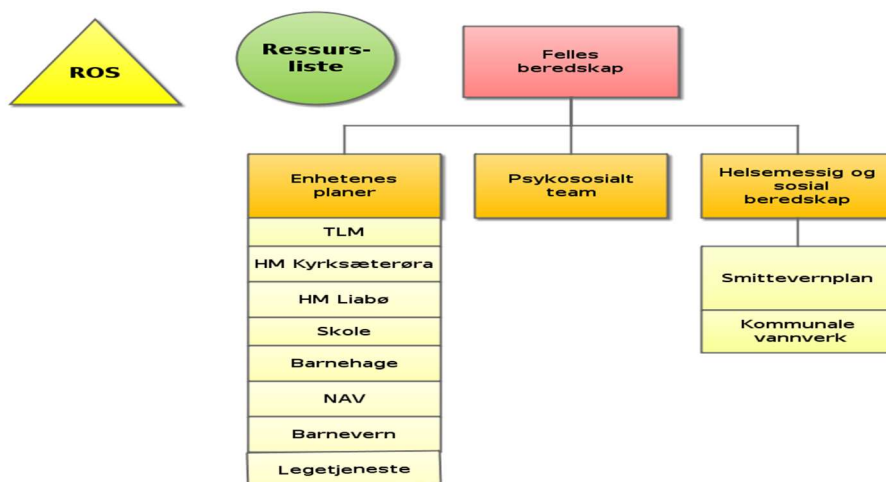 ROS
Ressurs-
liste
Felles
beredskap
Enhetenes
planer
TLM
HM Kyrksæterøra
HM Liabø
Skole
Barnehage
NAV
Barnevern
Legetjeneste
Psykososialt
team
Helsemessig og
sosial
beredskap
Smittevernplan
Kommunale
vannverk